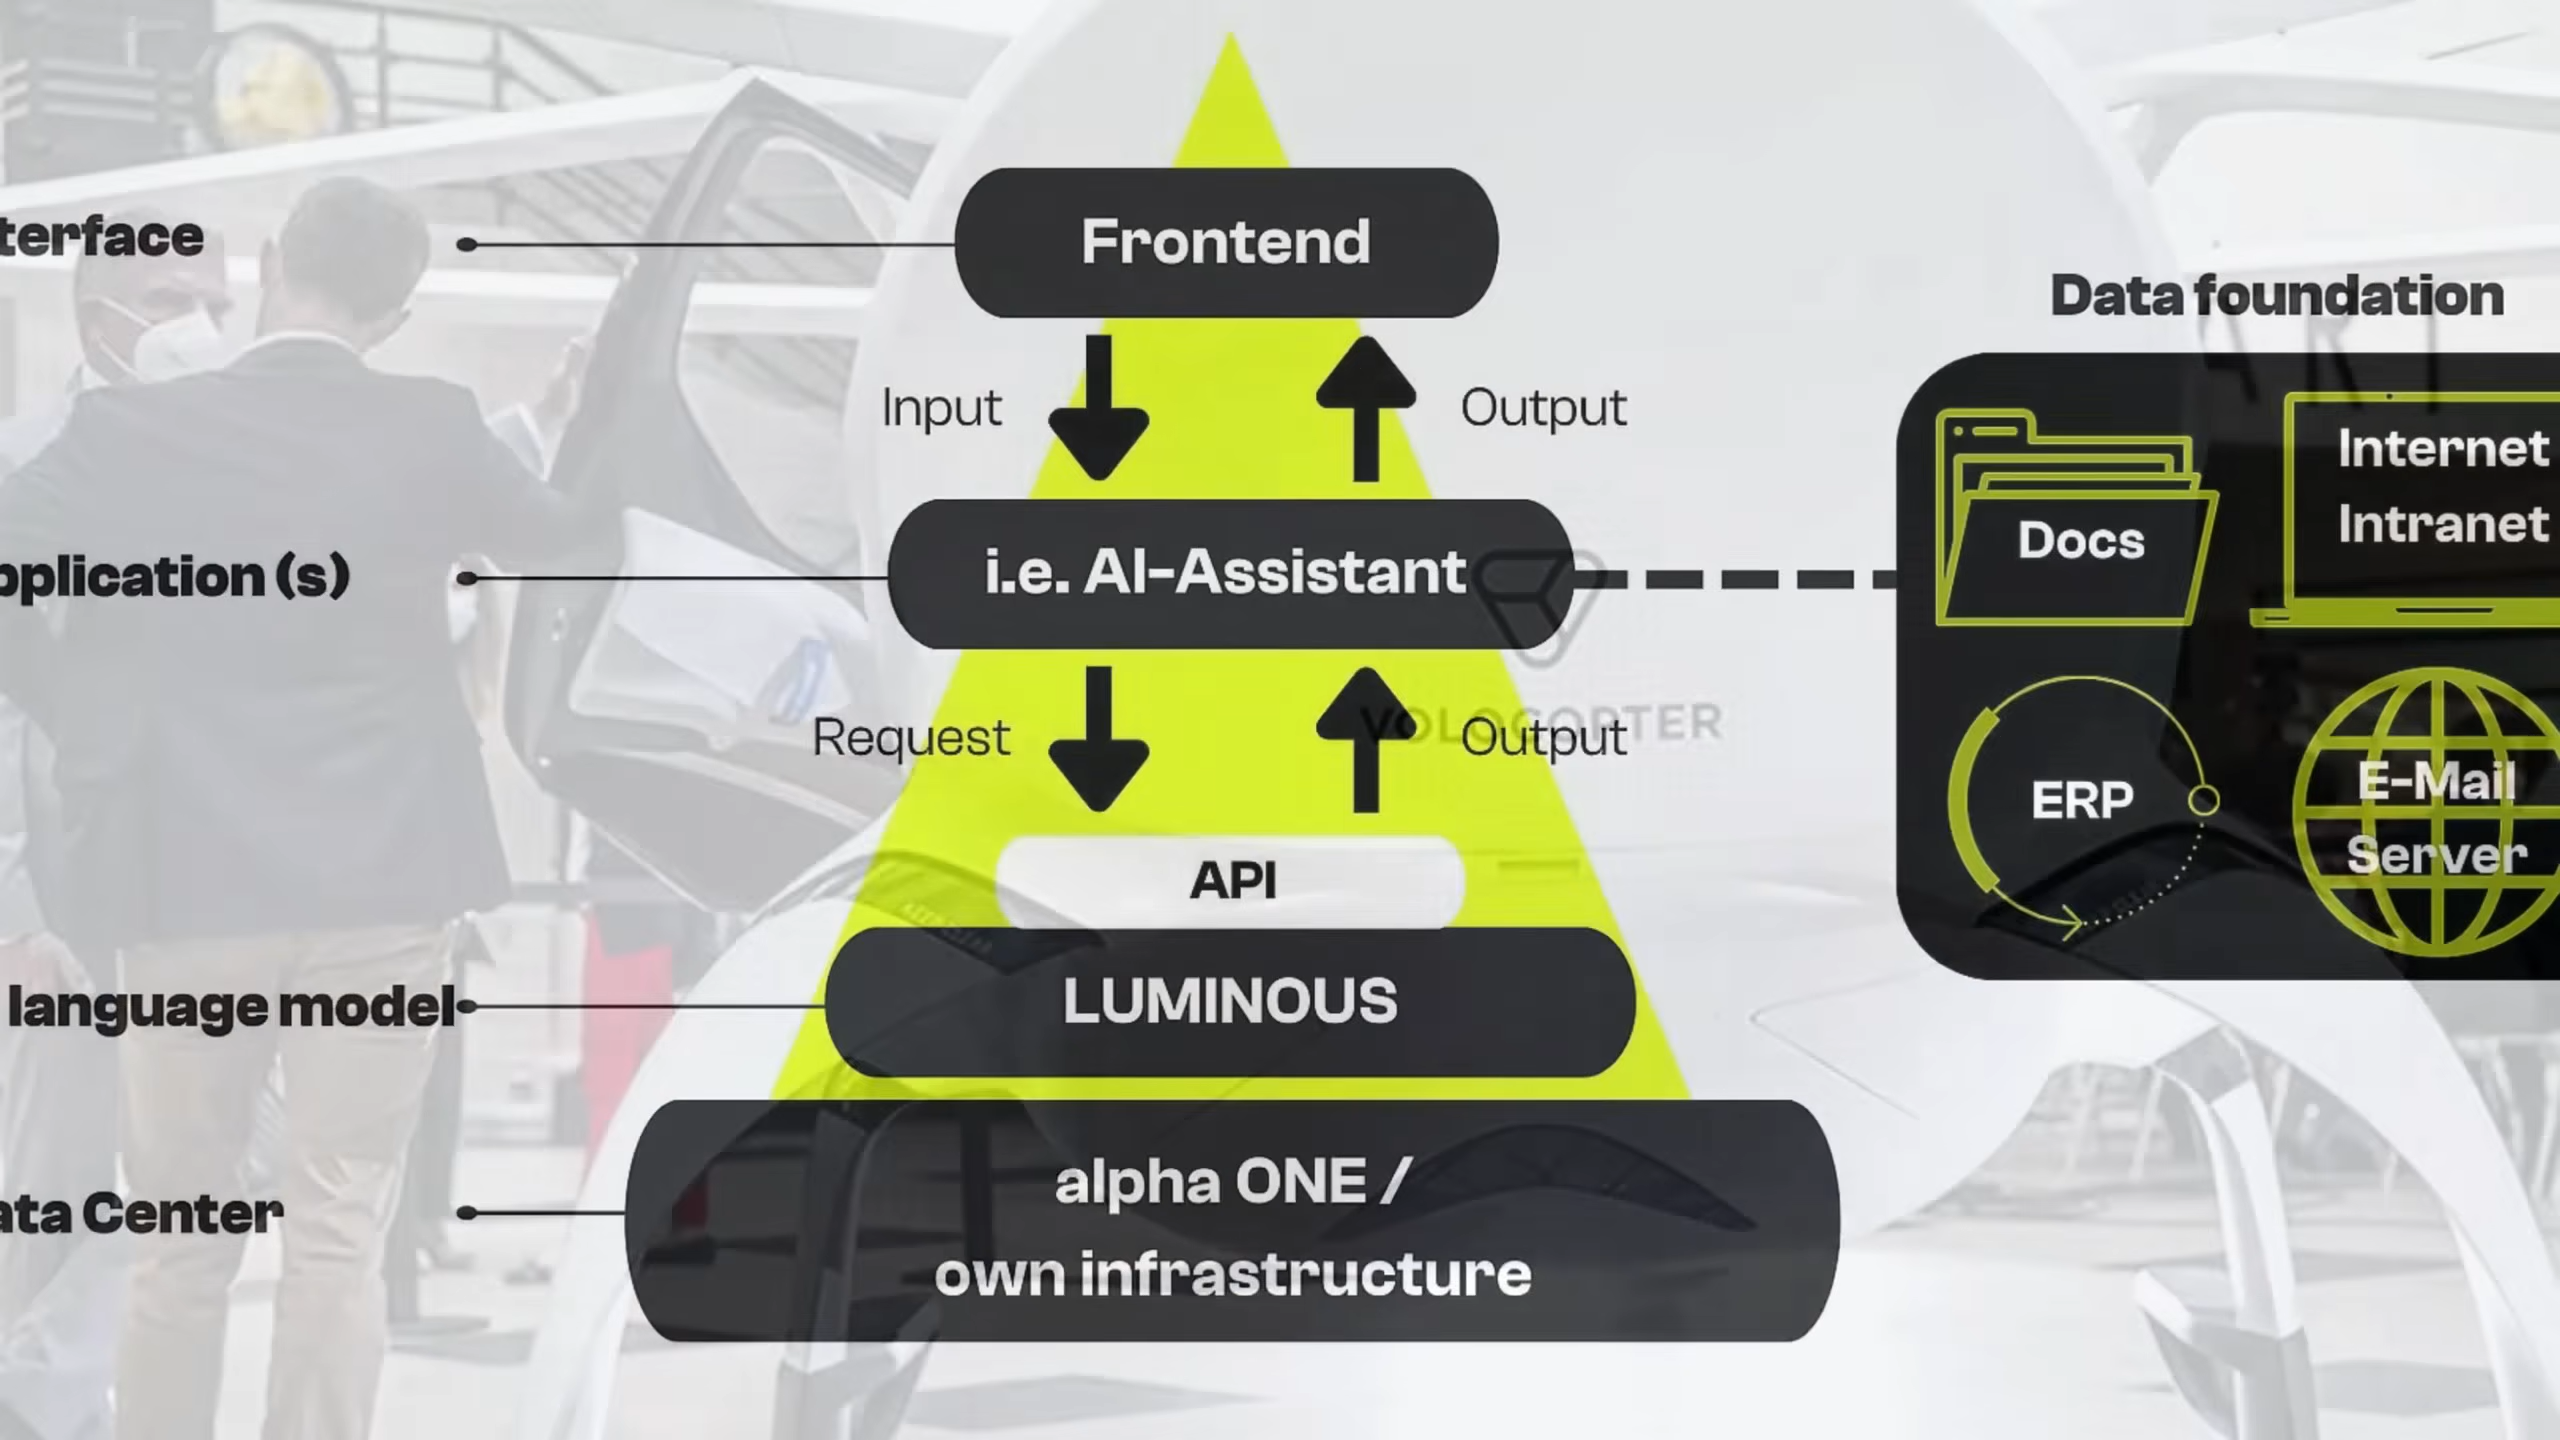 terface
Frontend
Data foundation
Input
Output
Internet
Intranet
Docs
pplication (s)
i.e. AI-Assistant
VOLOCOPTER
Request
Output
E-Mail
Server
ERP
API
language model
LUMINOUS
ata Center
alpha ONE /
own infrastructure